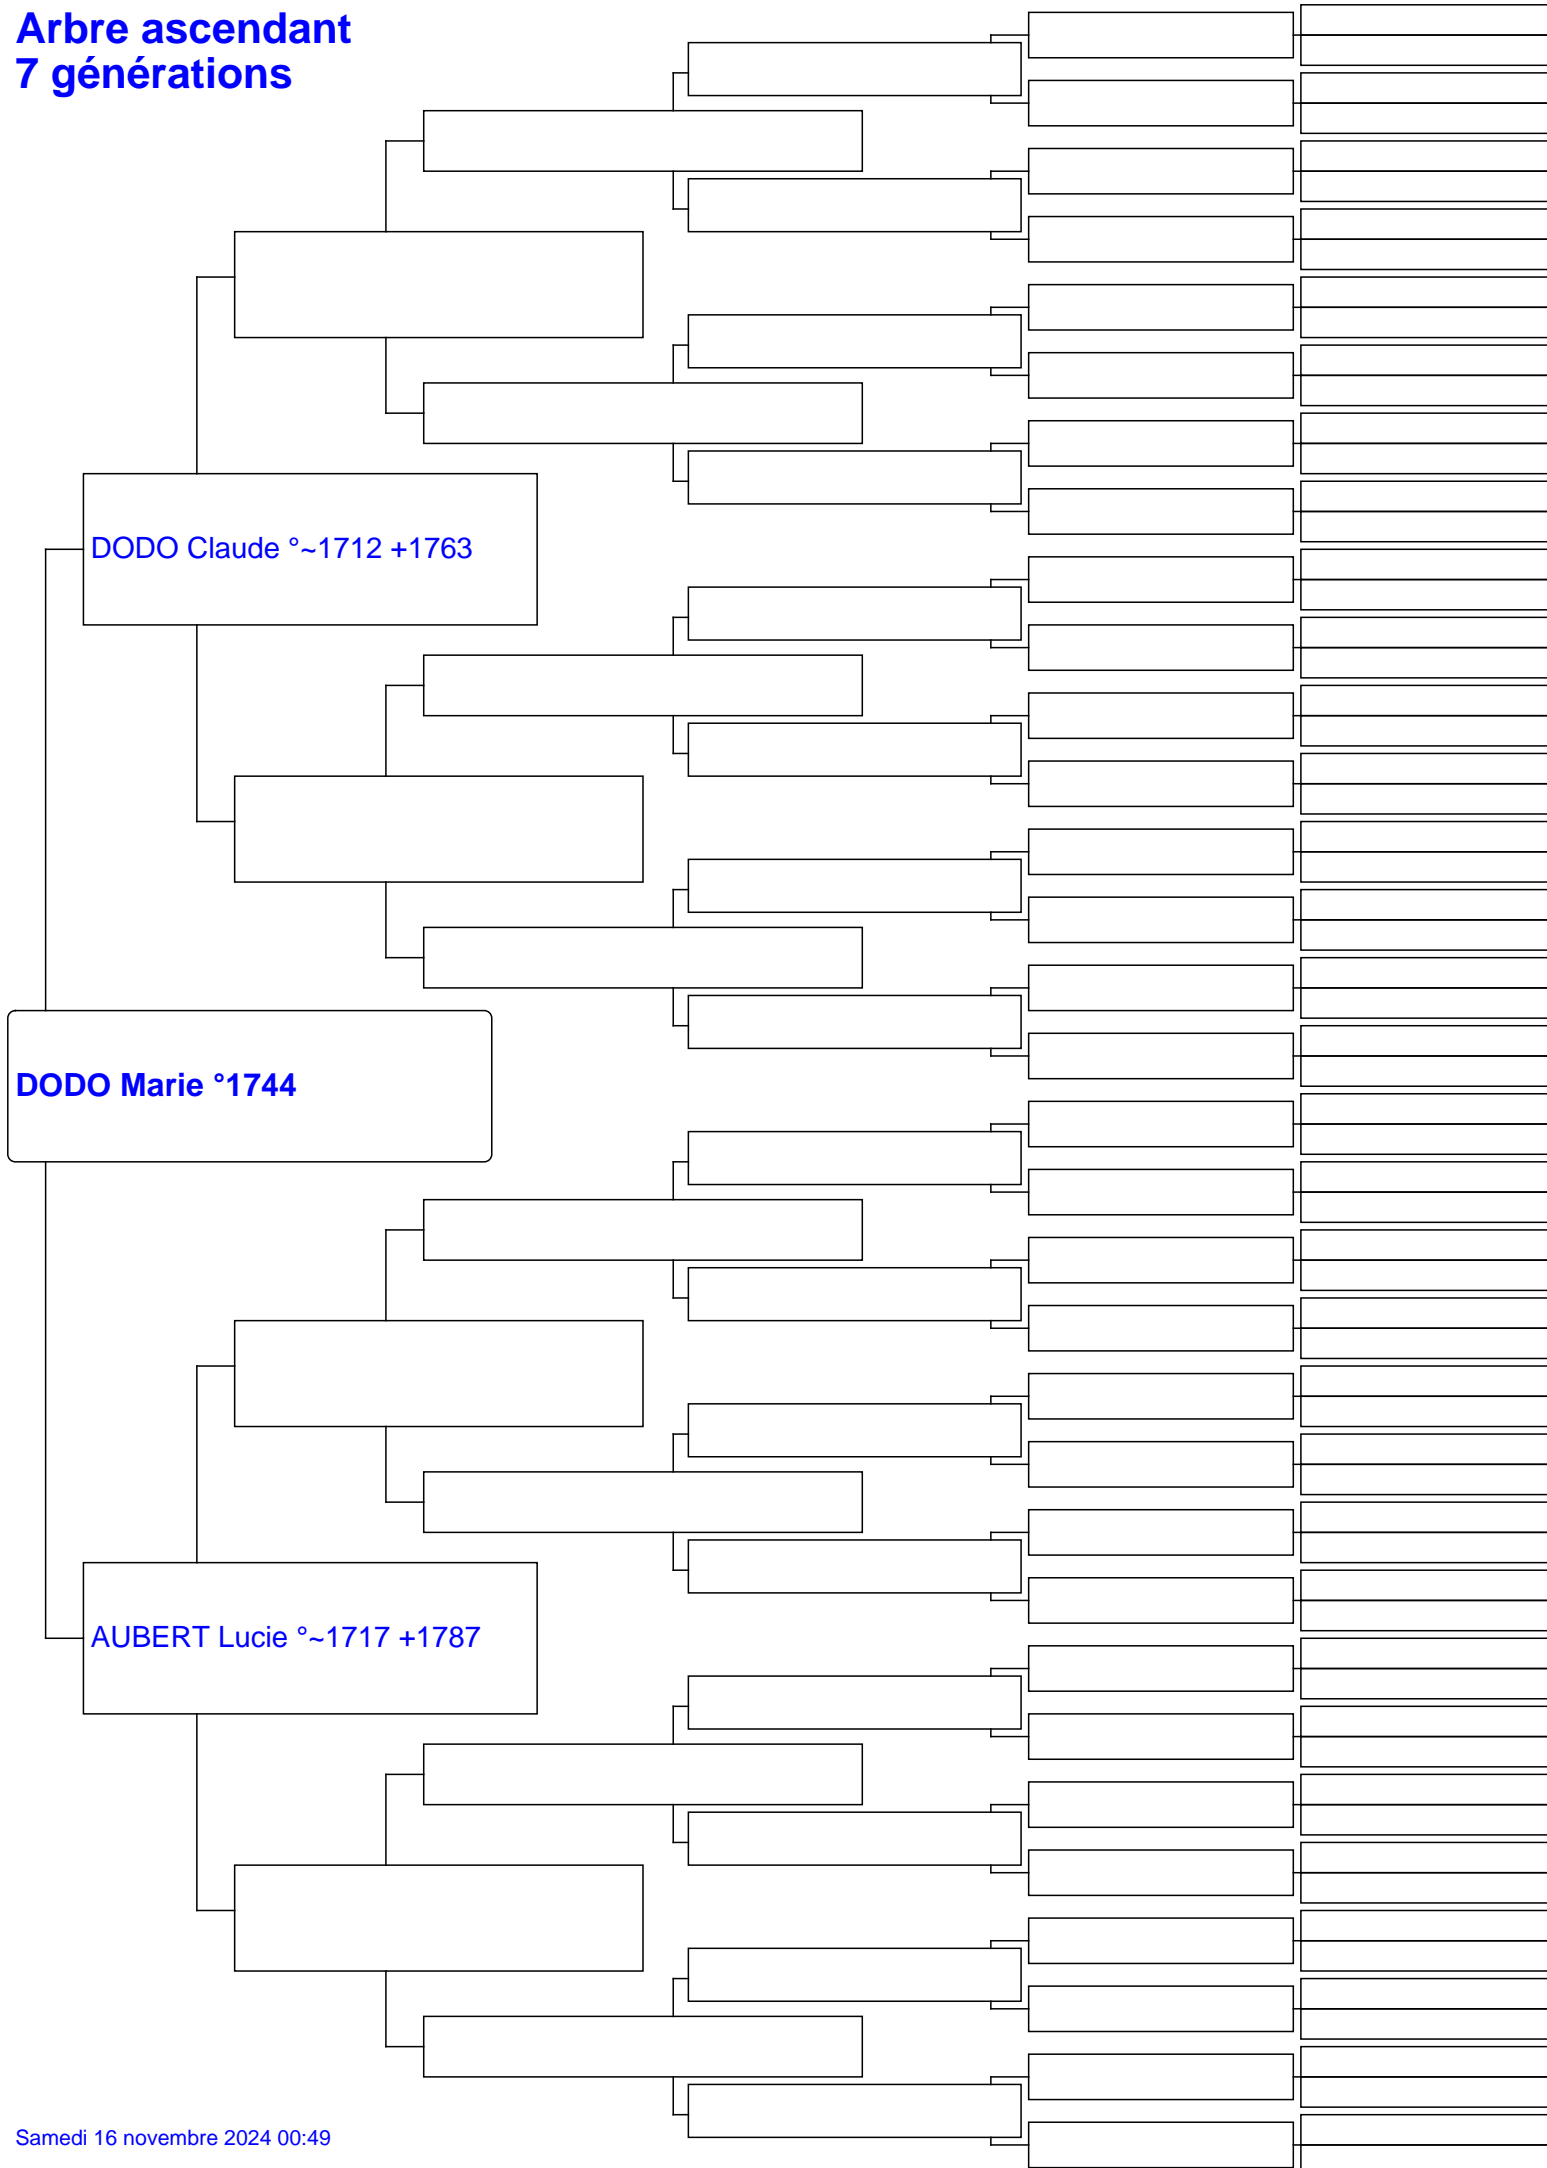 Arbre ascendant
7 générations
DODO Claude °~1712 +1763
DODO Marie °1744
AUBERT Lucie °~1717 +1787
Samedi 16 novembre 2024 00:49